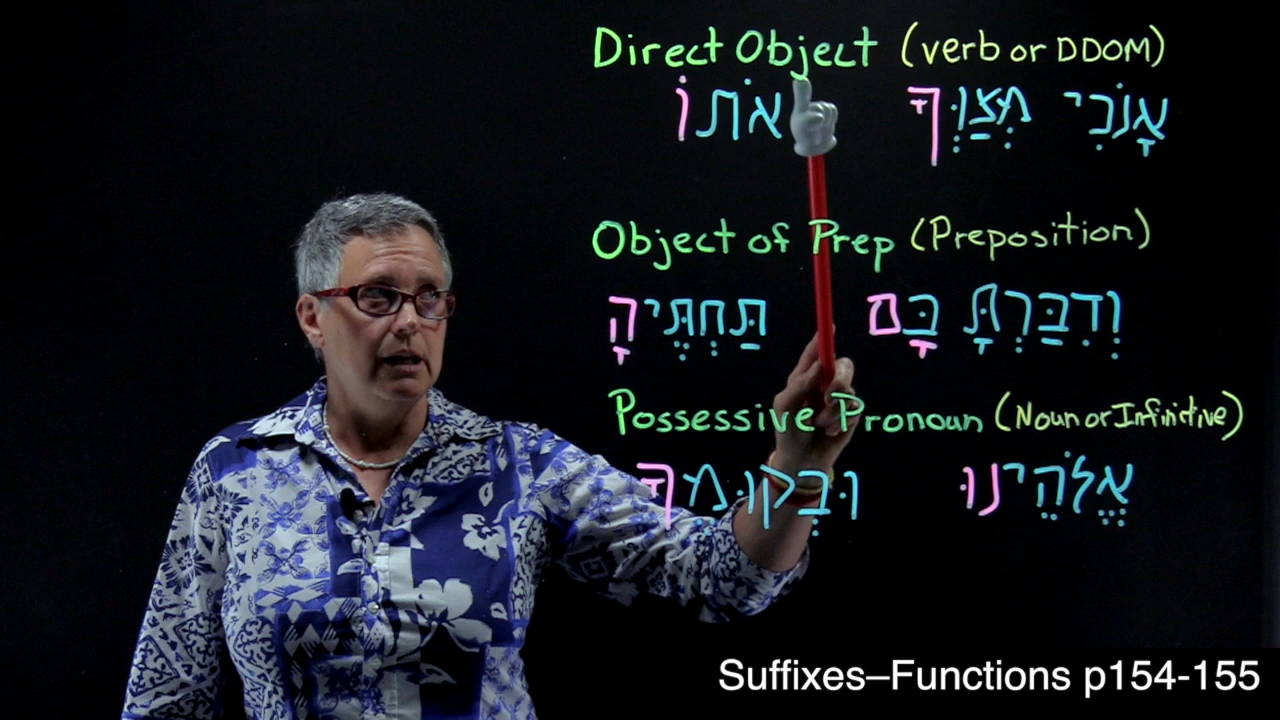 Direct Object (verb or DDOM)
אָנֹכִי מְצַוְּךָ אֹתוֹ
Object of Prep (Preposition)
וְדִבַּרְתָּ בָּם תַּחְתֶּיהָ
Possessive Pronoun (Noun or Infinitive)
אֱלֹהֵינוּ וּבְקוּמְךָ
Suffixes–Functions p154-155